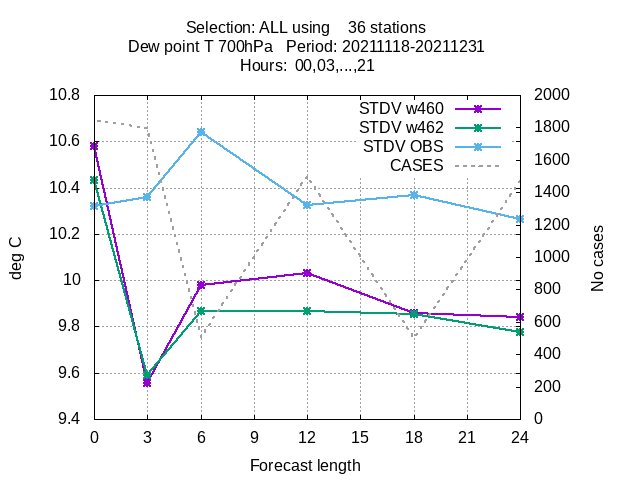 Selection: ALL using    36 stations
Dew point T 700hPa   Period: 20211118-20211231
Hours:  00,03,...,21
STDV w460
STDV w462
STDV OBS
CASES
10.8
10.6
10.4
10.2
10
9.8
9.6
9.4
deg C
2000
1800
1600
1400
1200
1000
800
600
400
200
0
No cases
0 3 6 9 12 15 18 21 24
Forecast length